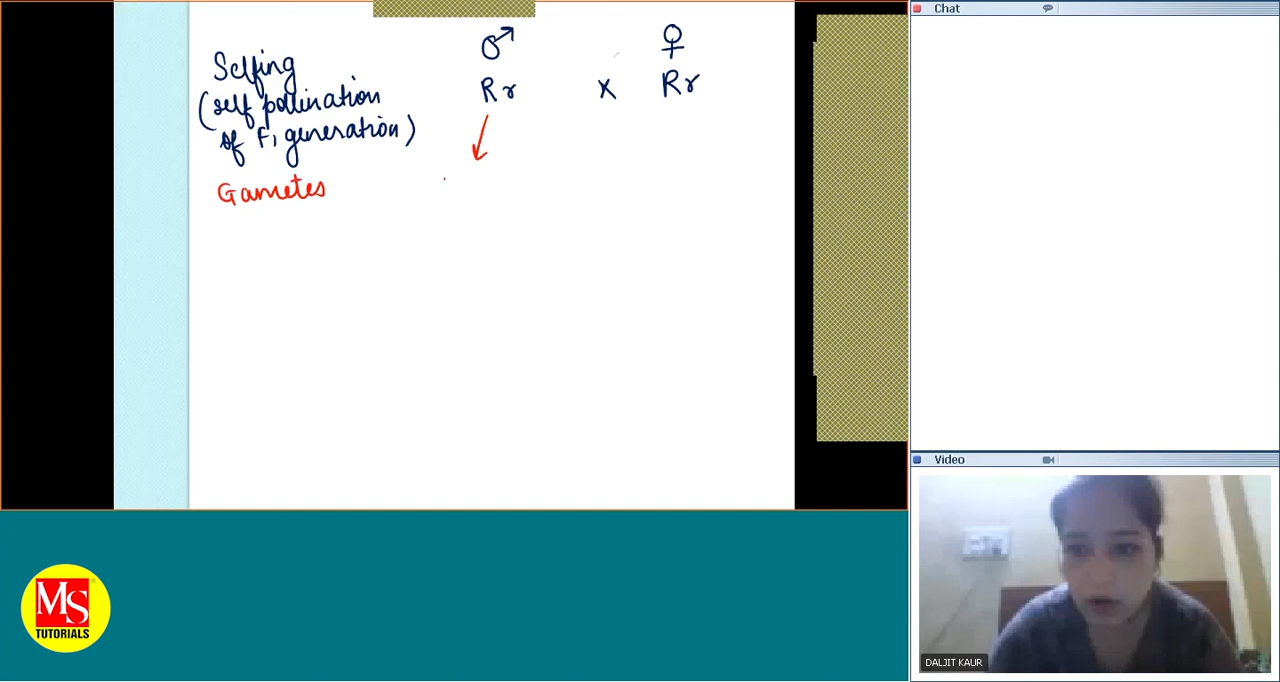 Selfing
(self pollination
of F1 generation)
♂
♀
Rr x Rr
Gametes
Chat
Video
DALJIT KAUR
MS
TUTORIALS